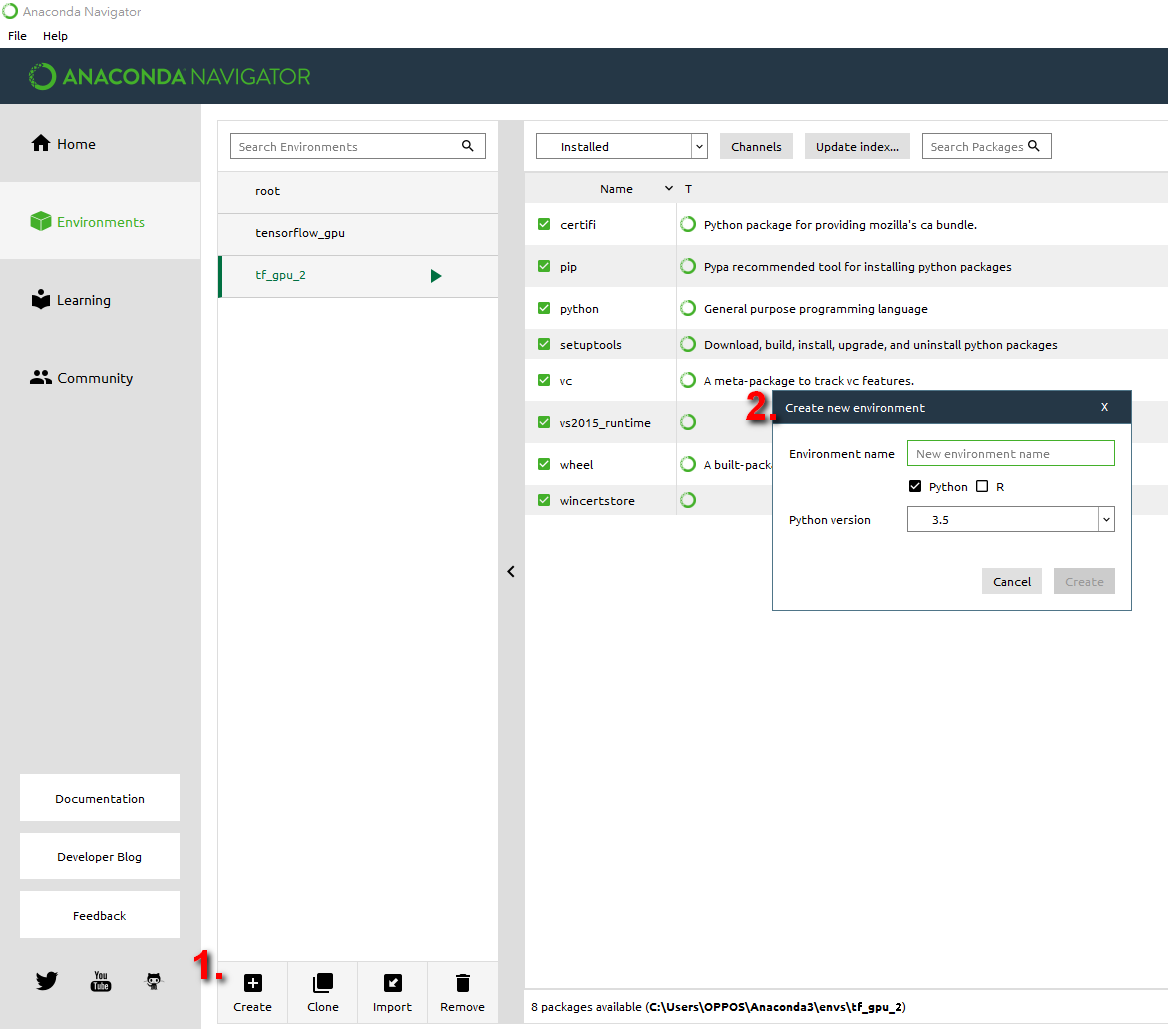 Anaconda Navigator
File Help
ANACONDA NAVIGATOR
Home
Environments
Learning
Community
Documentation
Developer Blog
Feedback
You Tube
Search Environments
root
tensorflow_gpu
tf_gpu_2
1.
Create Clone Import Remove
Installed Channels Update index... Search Packages
Name T
certifi Python package for providing mozilla's ca bundle.
pip Pypa recommended tool for installing python packages
python General purpose programming language
setuptools Download, build, install, upgrade, and uninstall python packages
vc A meta-package to track vc features.
vs2015_runtime
wheel A built-pack
wincertstore
2.
Create new environment X
Environment name New environment name
Python R
Python version 3.5
Cancel Create
8 packages available (C:\Users\OPPOS\Anaconda3\envs\tf_gpu_2)